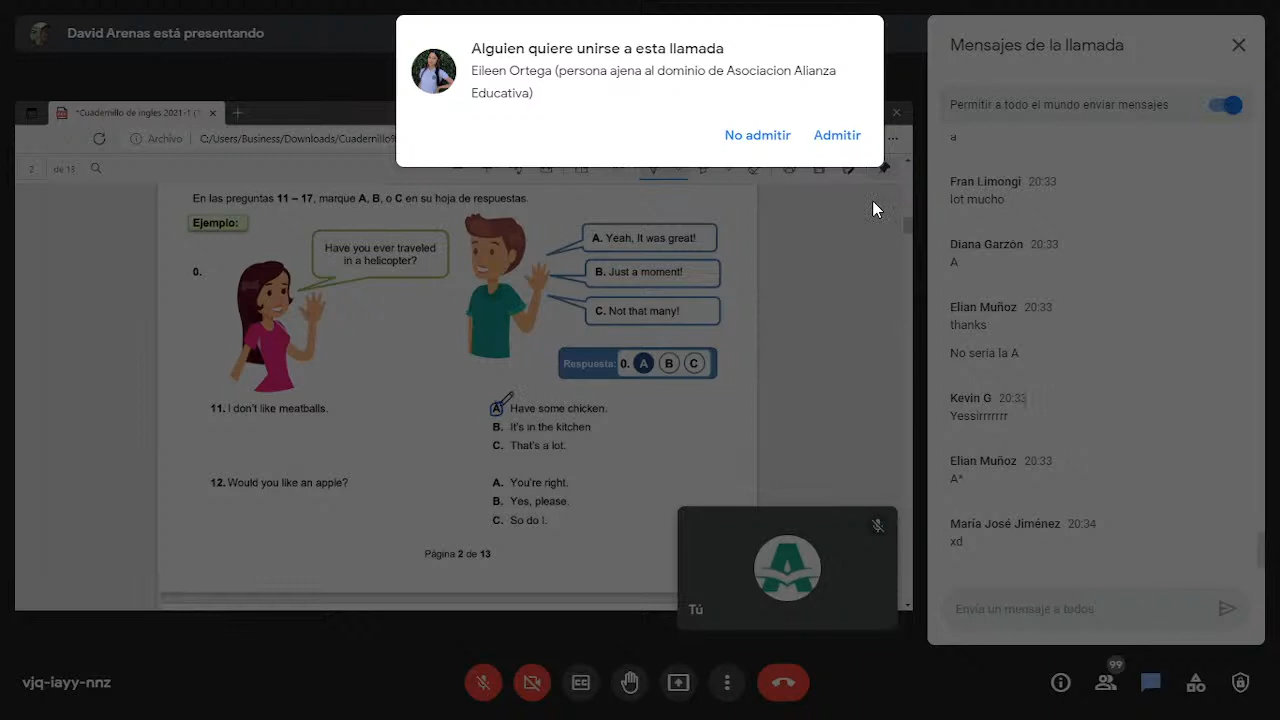 David Arenas está presentando
Alguien quiere unirse a esta llamada
Eileen Ortega (persona ajena al dominio de Asociacion Alianza
Educativa)
No admitir
Admitir
*Cuadernillo de ingles 2021-1 (1
Archivo
C:/Users/Business/Downloads/Cuadernillo%
2
de 13
En las preguntas 11 – 17, marque A, B, o C en su hoja de respuestas.
Ejemplo:
0.
Have you ever traveled
in a helicopter?
A. Yeah, It was great!
B. Just a moment!
C. Not that many!
Respuesta: 0. A B C
11. I don't like meatballs.
A. Have some chicken.
B. It's in the kitchen
C. That's a lot.
12. Would you like an apple?
A. You're right.
B. Yes, please.
C. So do I.
Página 2 de 13
Tú
Mensajes de la llamada
Permitir a todo el mundo enviar mensajes
a
Fran Limongi 20:33
lot mucho
Diana Garzón 20:33
A
Elian Muñoz 20:33
thanks
No seria la A
Kevin G 20:33
Yessirrrrrrr
Elian Muñoz 20:33
A*
María José Jiménez 20:34
xd
Envía un mensaje a todos
vjq-iayy-nnz
CC
99